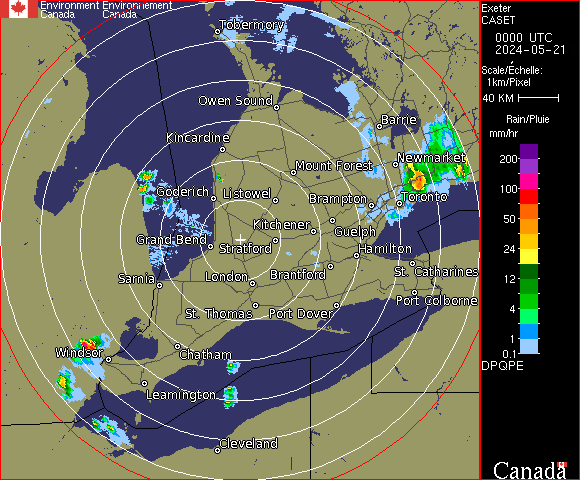 Environment Environnement
Canada Canada
Tobermory
Owen Sound
Barrie
Kincardine
Newmarket
Mount Forest
Goderich
Listowel
Brampton
Toronto
Kitchener
Guelph
Grand Bend
Stratford
Hamilton
Sarnia
London
Brantford
St. Catharines
St. Thomas
Port Dover
Port Colborne
Windsor
Chatham
Leamington
Cleveland
Exeter
CASET
0000 UTC
2024-05-21
Scale/Échelle:
1km/Pixel
40 KM
Rain/Pluie
mm/hr
200
100
50
24
12
4
1
0.1
DPQPE
Canada